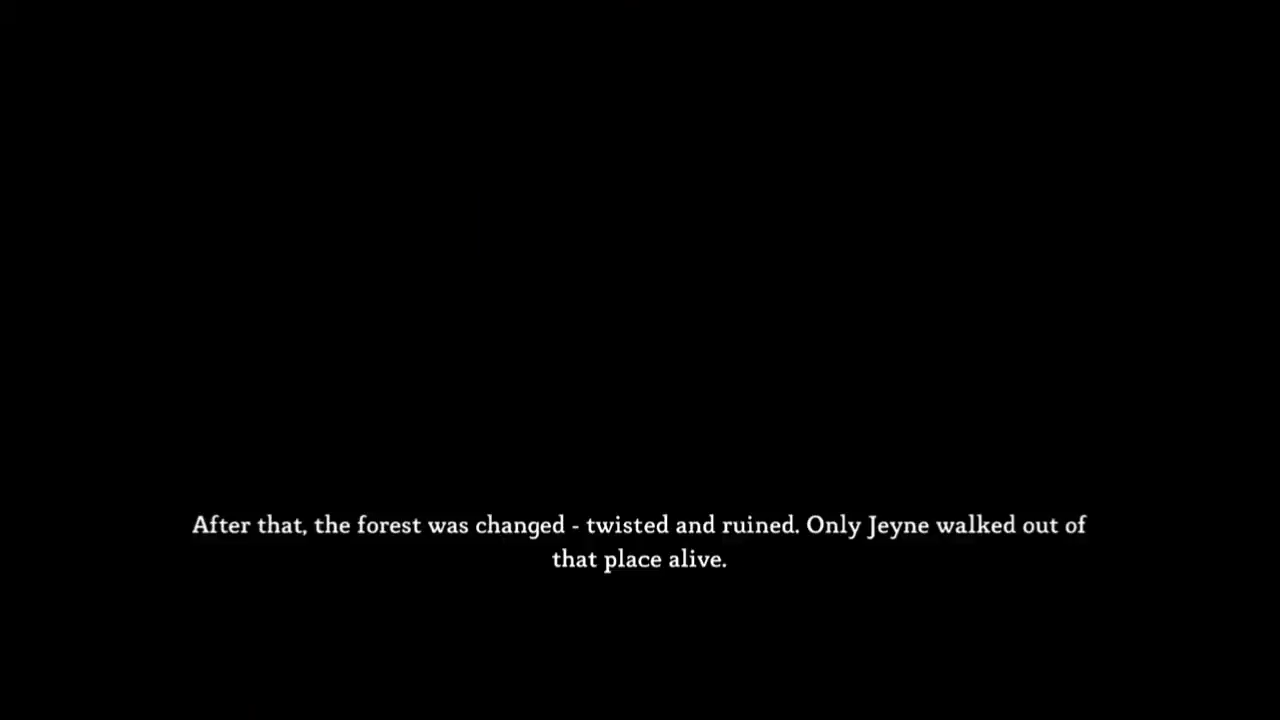 After that, the forest was changed - twisted and ruined. Only Jeyne walked out of
that place alive.